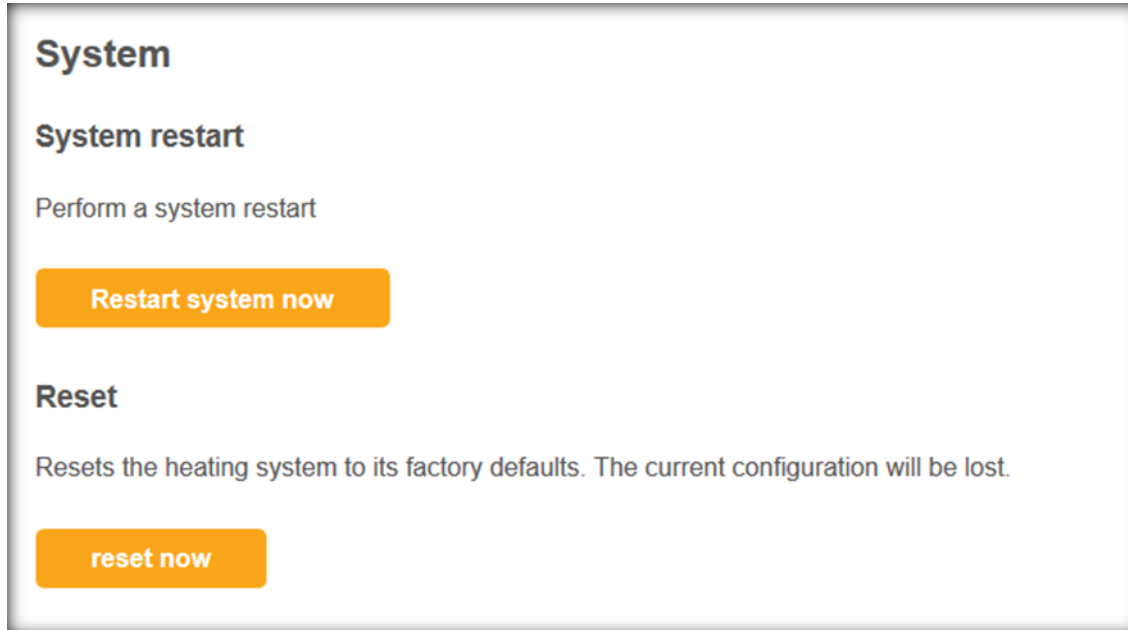 System
System restart
Perform a system restart
Restart system now
Reset
Resets the heating system to its factory defaults. The current configuration will be lost.
reset now